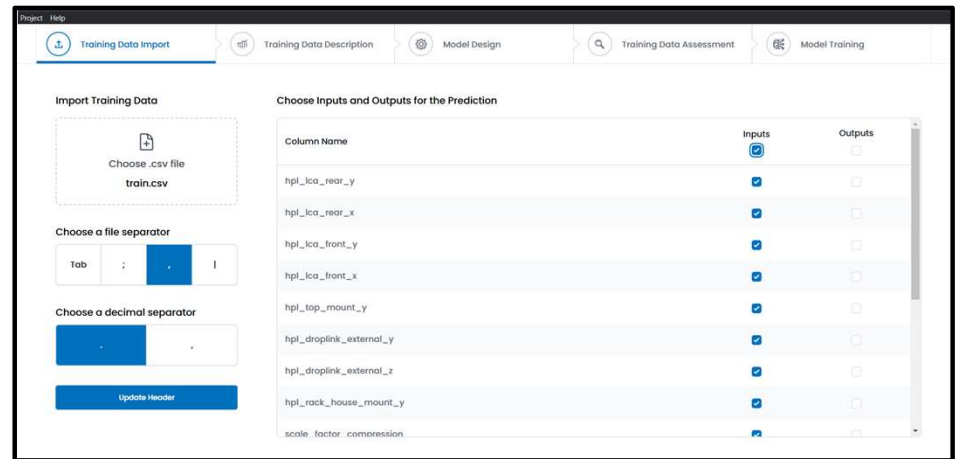 Project Help
Training Data Import
Training Data Description
Model Design
Training Data Assessment
Model Training
Import Training Data
Choose .csv file
train.csv
Choose a file separator
Tab ; , |
Choose a decimal separator
. ,
Update Header
Choose Inputs and Outputs for the Prediction
Column Name Inputs Outputs
hpl_lca_rear_y
hpl_lca_rear_x
hpl_lca_front_y
hpl_lca_front_x
hpl_top_mount_y
hpl_droplink_external_y
hpl_droplink_external_z
hpl_rack_house_mount_y
scale_factor_compression